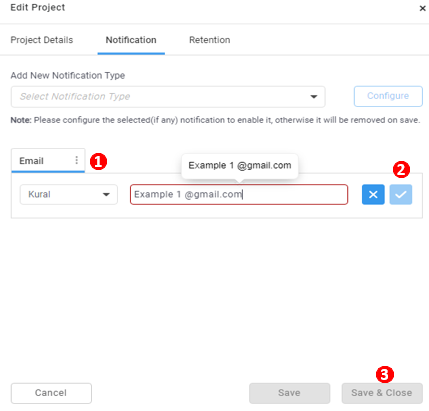 Edit Project ×
Project Details Notification Retention
Add New Notification Type
Select Notification Type Configure
Note: Please configure the selected(if any) notification to enable it, otherwise it will be removed on save.
Email 1
Example 1 @gmail.com
2
Kural Example 1 @gmail.com
3
Cancel Save Save & Close